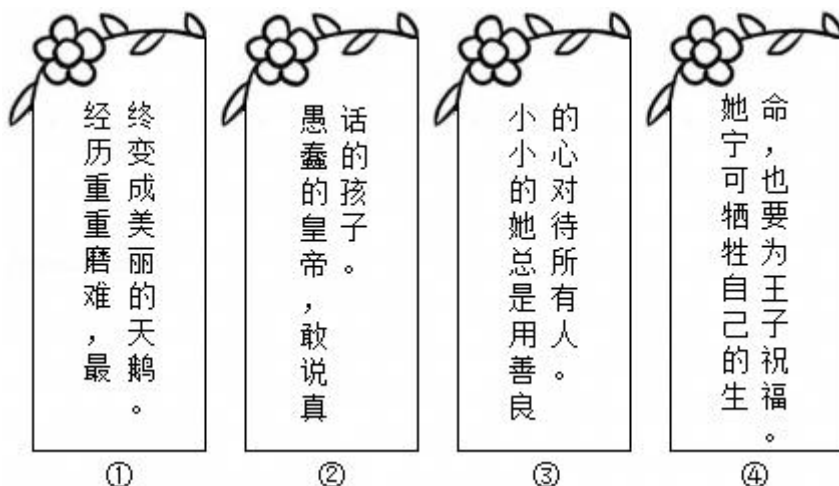 经历重重磨难，最
终变成美丽的天鹅。
①
愚蠢的皇帝，敢说真
话的孩子。
②
小小的她总是用善良
的心对待所有人。
③
她宁可牺牲自己的生
命，也要为王子祝福。
④